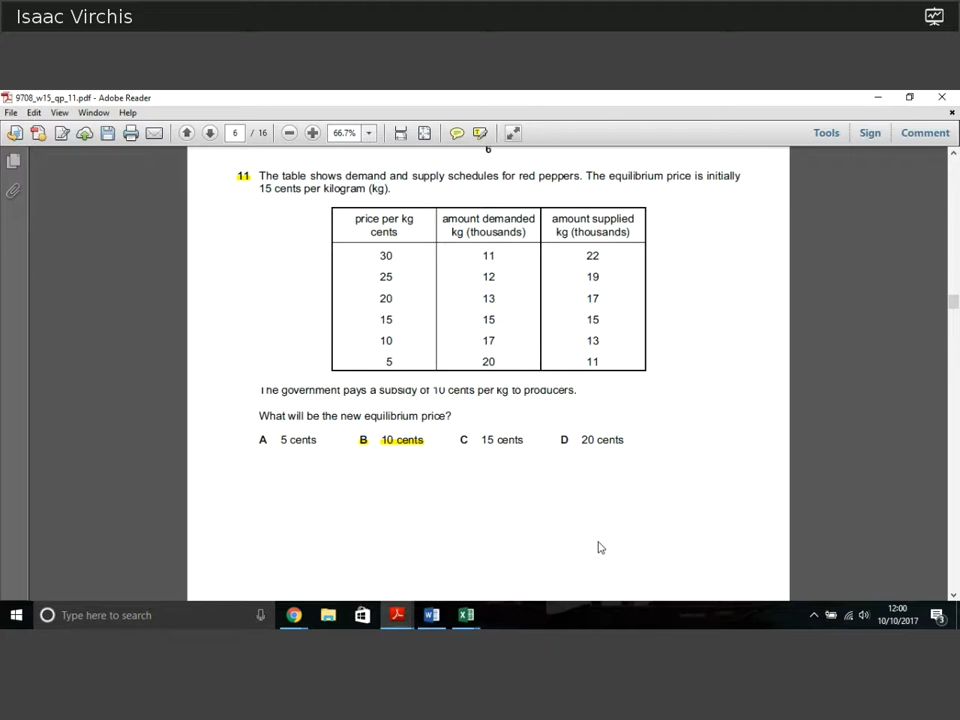 Isaac Virchis
9708_w15_qp_11.pdf - Adobe Reader
File Edit View Window Help
6 / 16 66.7% Tools Sign Comment
6
11 The table shows demand and supply schedules for red peppers. The equilibrium price is initially
15 cents per kilogram (kg).
price per kg amount demanded amount supplied
cents kg (thousands) kg (thousands)
30 11 22
25 12 19
20 13 17
15 15 15
10 17 13
5 20 11
The government pays a subsidy of 10 cents per kg to producers.
What will be the new equilibrium price?
A 5 cents B 10 cents C 15 cents D 20 cents
Type here to search
12:00
10/10/2017
3